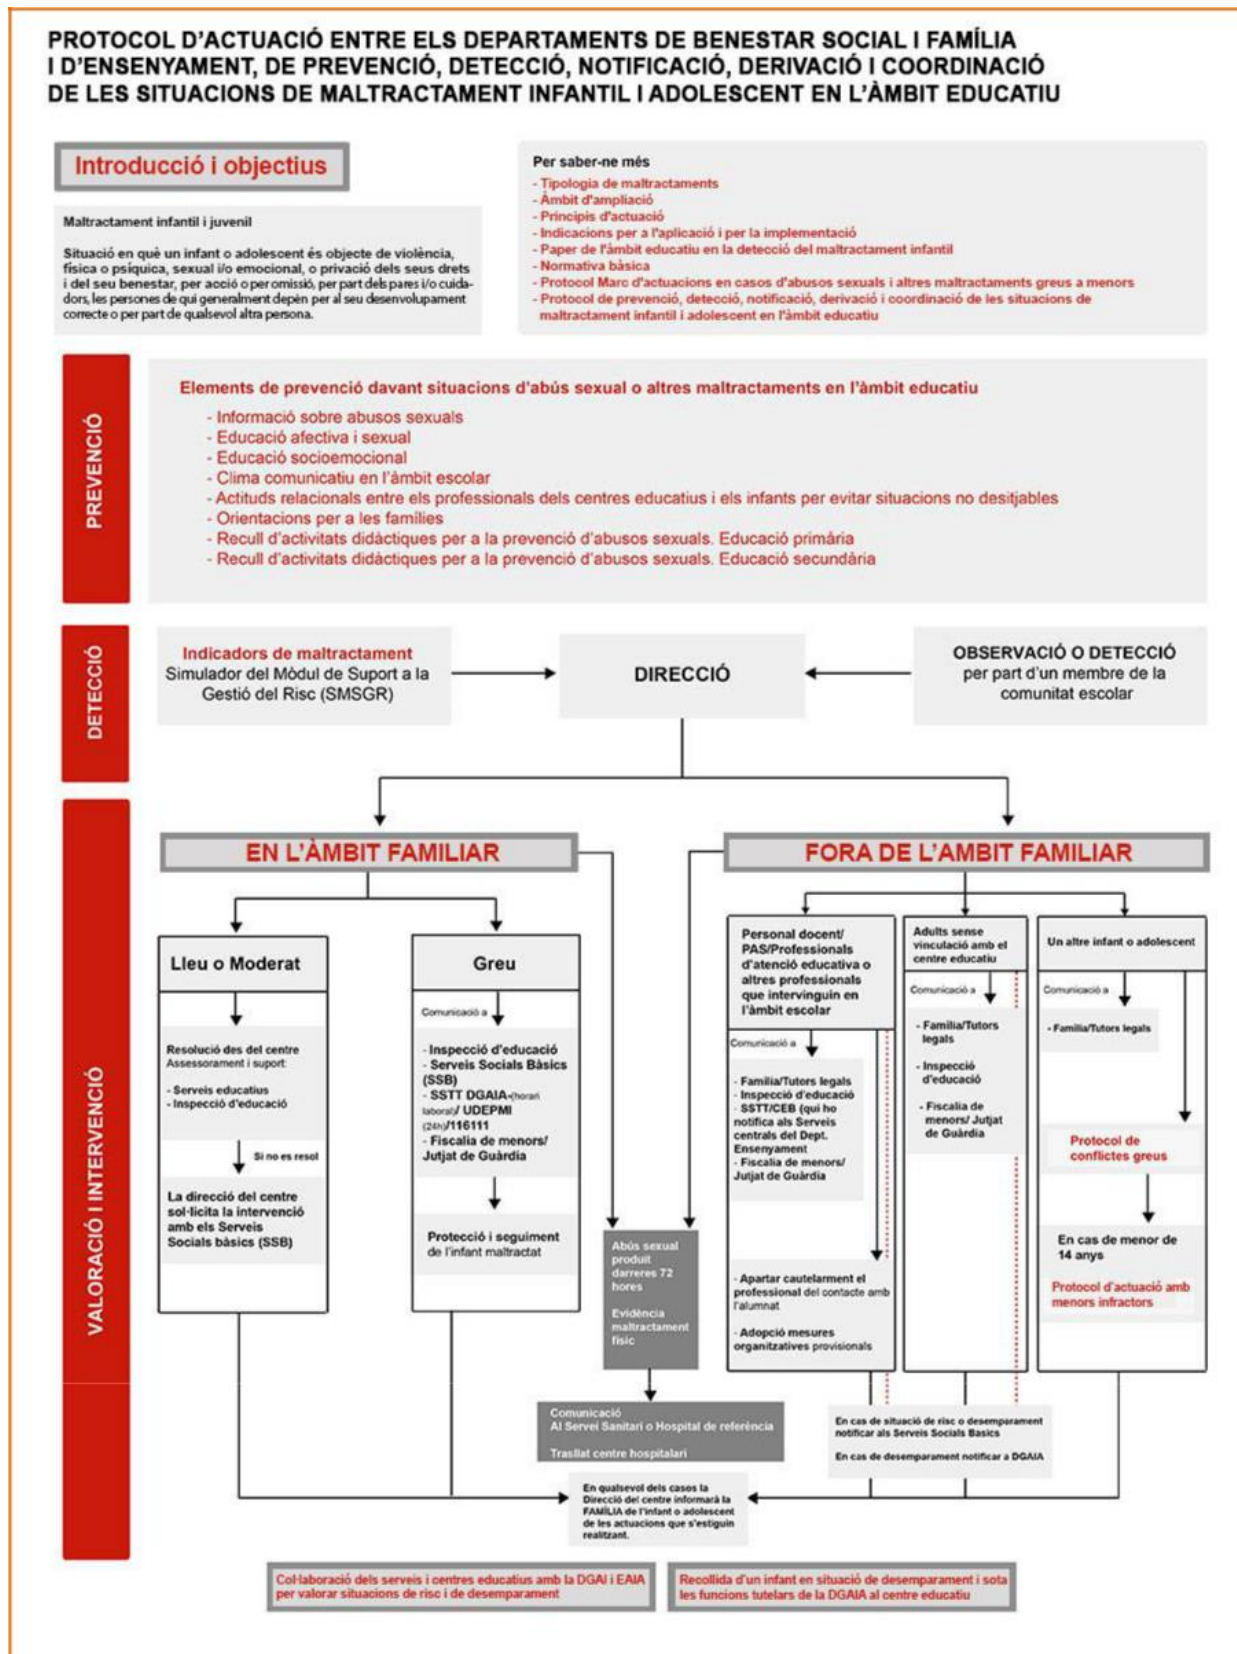 PROTOCOL D'ACTUACIÓ ENTRE ELS DEPARTAMENTS DE BENESTAR SOCIAL I FAMÍLIA
I D'ENSENYAMENT, DE PREVENCIÓ, DETECCIÓ, NOTIFICACIÓ, DERIVACIÓ I COORDINACIÓ
DE LES SITUACIONS DE MALTRACTAMENT INFANTIL I ADOLESCENT EN L'ÀMBIT EDUCATIU
Introducció i objectius
Maltractament infantil i juvenil
Situació en què un infant o adolescent és objecte de violència,
física o psíquica, sexual i/o emocional, o privació dels seus drets
i del seu benestar, per acció o per omissió, per part dels pares i/o cuida-
dors, les persones de qui generalment depèn per al seu desenvolupament
correcte o per part de qualsevol altra persona.
Per saber-ne més
- Tipologia de maltractaments
- Àmbit d'ampliació
- Principis d'actuació
- Indicacions per a l'aplicació i per la implementació
- Paper de l'àmbit educatiu en la detecció del maltractament infantil
- Normativa bàsica
- Protocol Marc d'actuacions en casos d'abusos sexuals i altres maltractaments greus a menors
- Protocol de prevenció, detecció, notificació, derivació i coordinació de les situacions de
maltractament infantil i adolescent en l'àmbit educatiu
PREVENCIÓ
Elements de prevenció davant situacions d'abús sexual o altres maltractaments en l'àmbit educatiu
- Informació sobre abusos sexuals
- Educació afectiva i sexual
- Educació socioemocional
- Clima comunicatiu en l'àmbit escolar
- Actituds relacionals entre els professionals dels centres educatius i els infants per evitar situacions no desitjables
- Orientacions per a les famílies
- Recull d'activitats didàctiques per a la prevenció d'abusos sexuals. Educació primària
- Recull d'activitats didàctiques per a la prevenció d'abusos sexuals. Educació secundària
DETECCIÓ
Indicadors de maltractament
Simulador del Mòdul de Suport a la
Gestió del Risc (SMSGR)
DIRECCIÓ
OBSERVACIÓ O DETECCIÓ
per part d'un membre de la
comunitat escolar
VALORACIÓ I INTERVENCIÓ
EN L'ÀMBIT FAMILIAR
Lleu o Moderat
Resolució des del centre
Assessorament i suport:
- Serveis educatius
- Inspecció d'educació
Si no es resol
La direcció del centre
sol·licita la intervenció
amb els Serveis
Socials bàsics (SSB)
Greu
Comunicació a
- Inspecció d'educació
- Serveis Socials Bàsics
(SSB)
- SSTT DGAIA-(horari
laboral)/ UDEPMI
(24h)/116111
- Fiscalia de menors/
Jutjat de Guàrdia
Protecció i seguiment
de l'infant maltractat
FORA DE L'AMBIT FAMILIAR
Personal docent/
PAS/Professionals
d'atenció educativa o
altres professionals
que intervinguin en
l'àmbit escolar
Comunicació a
- Família/Tutors legals
- Inspecció d'educació
- SSTT/CEB (qui ho
notifica als Serveis
centrals del Dept.
Ensenyament
- Fiscalia de menors/
Jutjat de Guàrdia
- Apartar cautelarment el
professional del contacte amb
l'alumnat
- Adopció mesures
organitzatives provisionals
Adults sense
vinculació amb el
centre educatiu
Comunicació a
- Família/Tutors
legals
- Inspecció
d'educació
- Fiscalia de
menors/ Jutjat
de Guàrdia
Un altre infant o adolescent
Comunicació a
- Família/Tutors legals
Protocol de
conflictes greus
En cas de menor de
14 anys
Protocol d'actuació amb
menors infractors
Abús sexual
produït
darreres 72
hores
Evidència
maltractament
físic
Comunicació
Al Servei Sanitari o Hospital de referència
Trasllat centre hospitalari
En cas de situació de risc o desemparament
notificar als Serveis Socials Basics
En cas de desemparament notificar a DGAIA
En qualsevol dels casos la
Direcció del centre informarà la
FAMÍLIA de l'infant o adolescent
de les actuacions que s'estiguin
realitzant.
Col·laboració dels serveis i centres educatius amb la DGAI i EAIA
per valorar situacions de risc i de desemparament
Recollida d'un infant en situació de desemparament i sota
les funcions tutelars de la DGAIA al centre educatiu